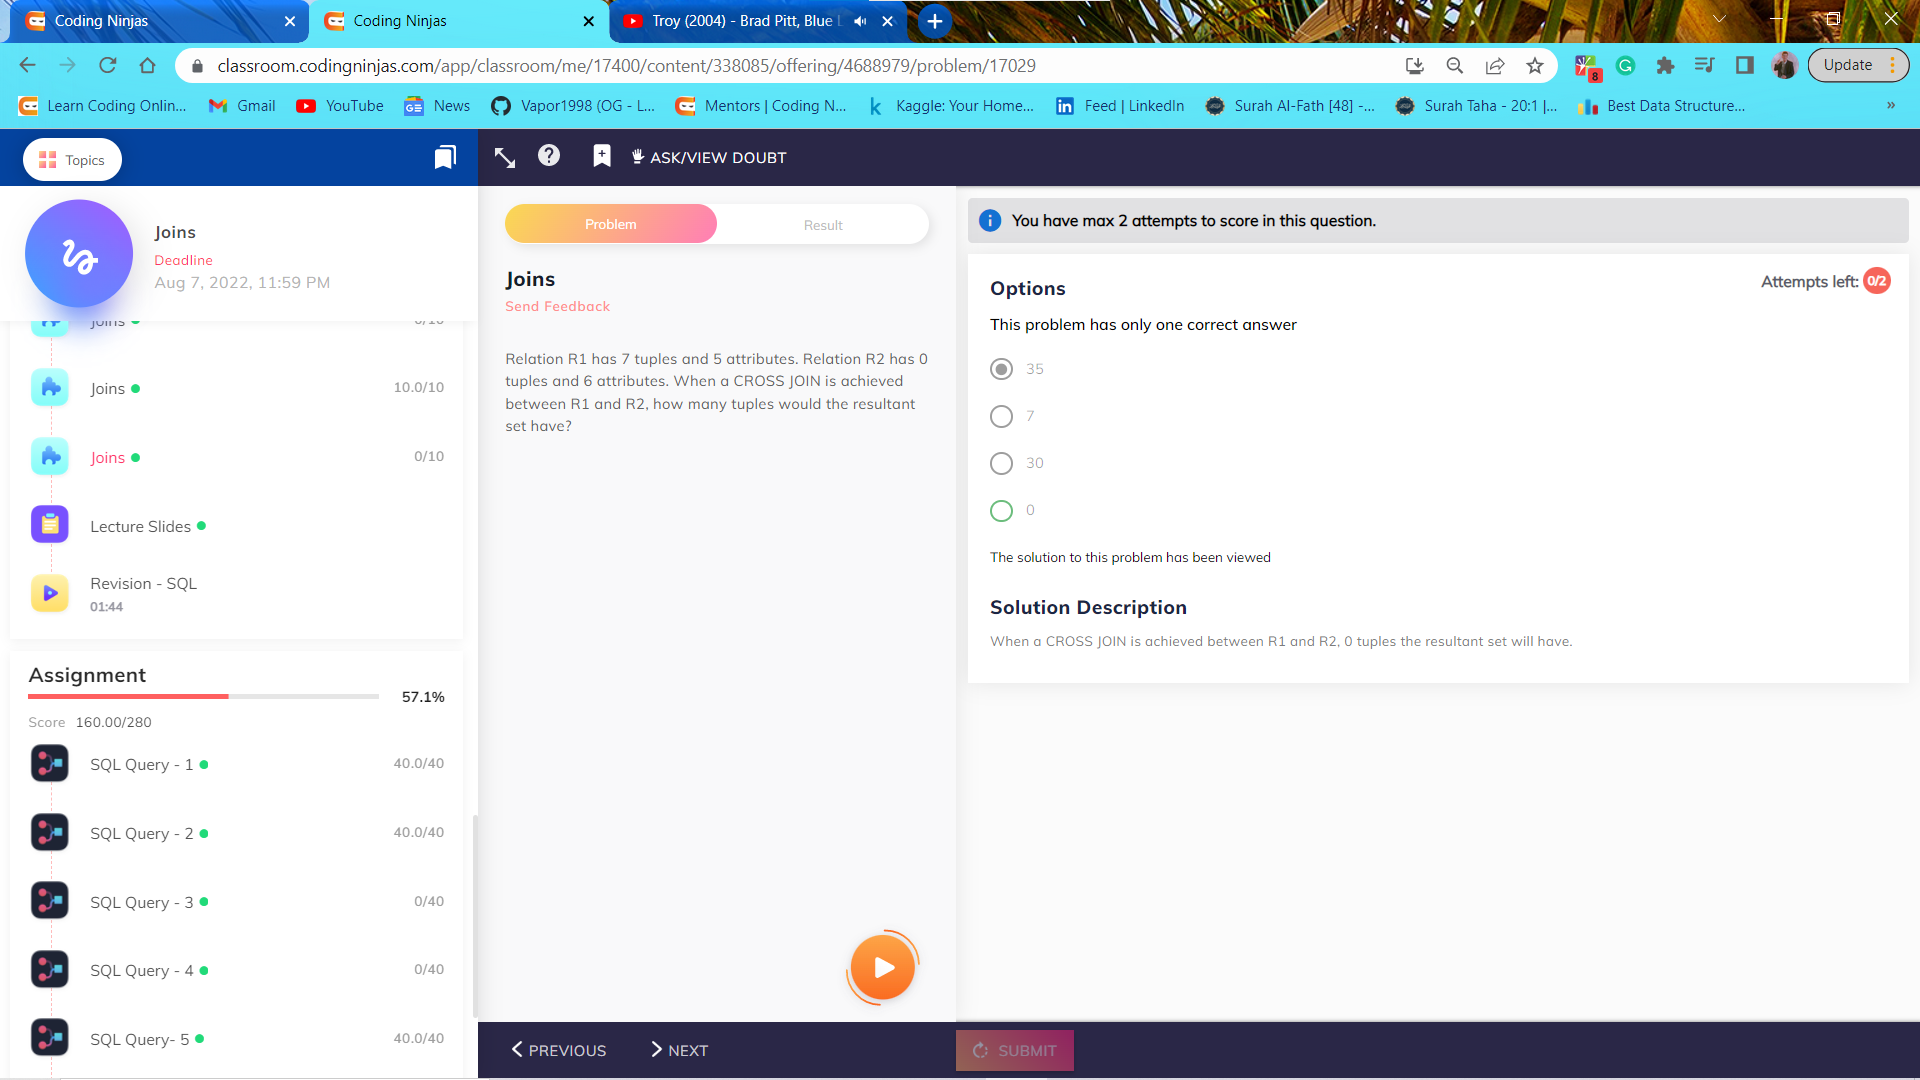 Coding Ninjas
Coding Ninjas
Troy (2004) - Brad Pitt, Blue
classroom.codingninjas.com/app/classroom/me/17400/content/338085/offering/4688979/problem/17029
8
Update
Learn Coding Onlin...
Gmail
YouTube
News
Vapor1998 (OG - L...
Mentors | Coding N...
Kaggle: Your Home...
Feed | LinkedIn
Surah Al-Fath [48] -...
Surah Taha - 20:1 |...
Best Data Structure...
»
Topics
ASK/VIEW DOUBT
Joins
Deadline
Aug 7, 2022, 11:59 PM
Joins
0/10
Joins
10.0/10
Joins
0/10
Lecture Slides
Revision - SQL
01:44
Assignment
57.1%
Score 160.00/280
SQL Query - 1
40.0/40
SQL Query - 2
40.0/40
SQL Query - 3
0/40
SQL Query - 4
0/40
SQL Query- 5
40.0/40
Problem
Result
Joins
Send Feedback
Relation R1 has 7 tuples and 5 attributes. Relation R2 has 0
tuples and 6 attributes. When a CROSS JOIN is achieved
between R1 and R2, how many tuples would the resultant
set have?
PREVIOUS
NEXT
You have max 2 attempts to score in this question.
Options
Attempts left: 0/2
This problem has only one correct answer
35
7
30
0
The solution to this problem has been viewed
Solution Description
When a CROSS JOIN is achieved between R1 and R2, 0 tuples the resultant set will have.
SUBMIT